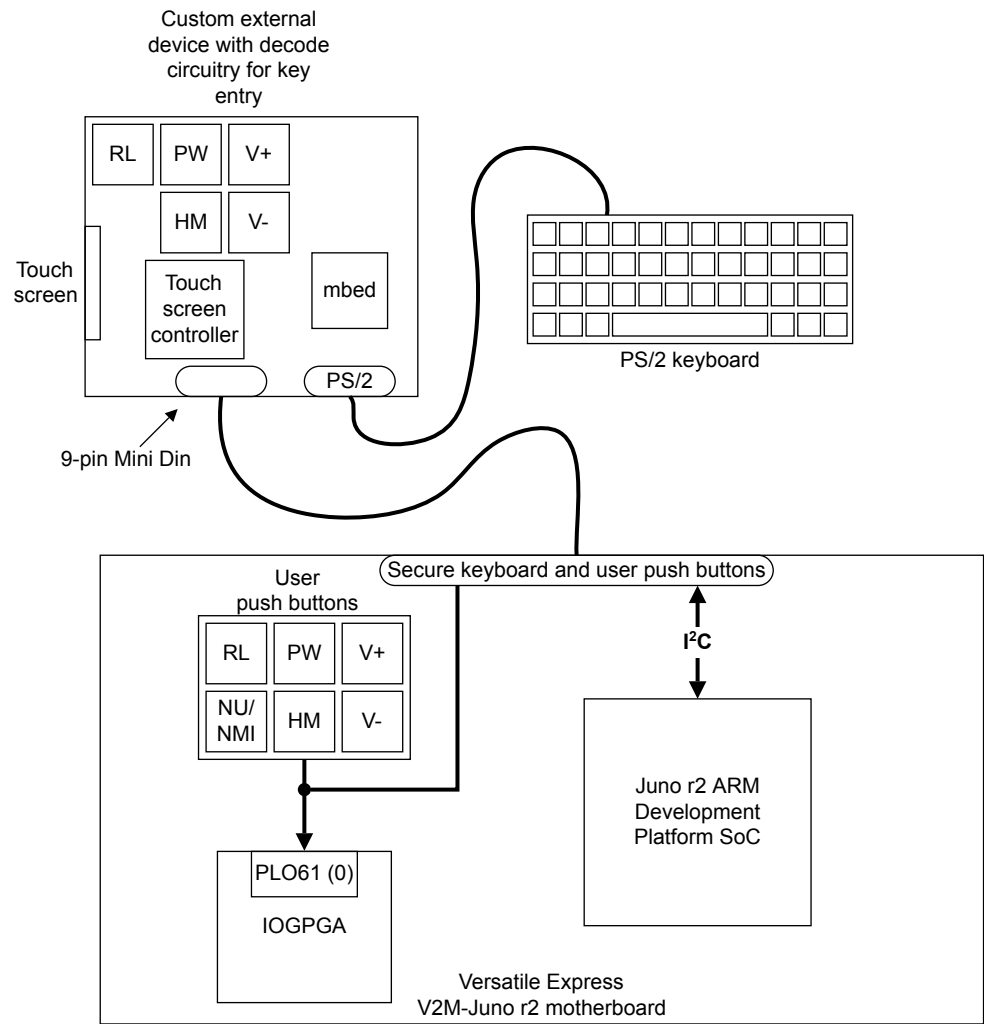 Custom external
device with decode
circuitry for key
entry
RL
PW
V+
HM
V-
Touch
screen
Touch
screen
controller
mbed
PS/2
9-pin Mini Din
PS/2 keyboard
Secure keyboard and user push buttons
User
push buttons
RL
PW
V+
NU/
NMI
HM
V-
I²C
PLO61 (0)
IOGPGA
Juno r2 ARM
Development
Platform SoC
Versatile Express
V2M-Juno r2 motherboard